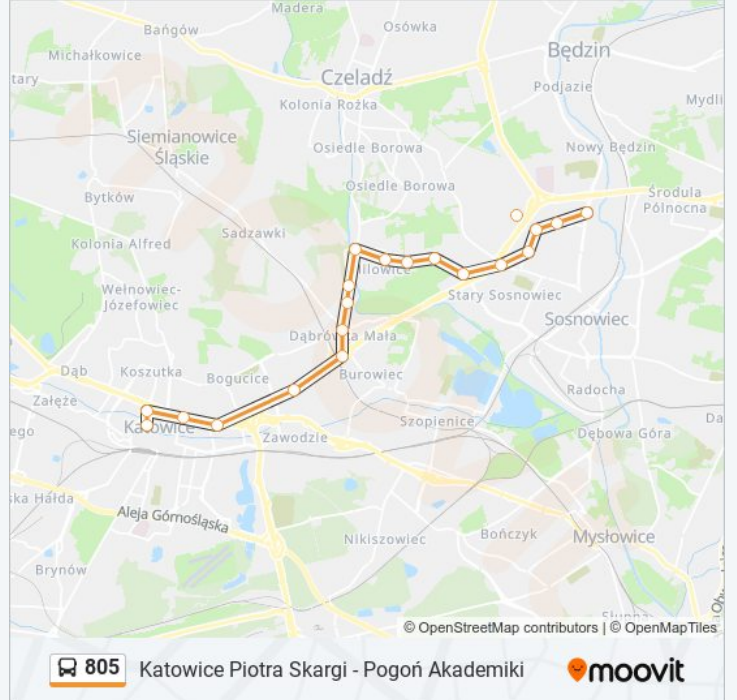 Madera
Bańgów
Osówka
Michałkowice
Będzin
tary
Czeladź
Podjazie
Kolonia Rożka
Mydli
Siemianowice
Śląskie
Osiedle Borowa
Nowy Będzin
Osiedle Borowa
Bytków
Środula
Północna
Sadzawki
Kolonia Alfred
Milowice
Wełnowiec-
Józefowiec
Stary Sosnowiec
Sosnowiec
Dąbrówka Mała
Dąb
Koszutka
Bogucice
Burowiec
Radocha
Załęże
Katowice
Szopienice
Da
ego
Zawodzie
Dębowa Góra
ska Hałda
Aleja Górnośląska
Nikiszowiec
Bończyk
Mysłowice
Brynów
Słupna
© OpenStreetMap contributors | © OpenMapTiles
805 Katowice Piotra Skargi - Pogoń Akademiki moovit